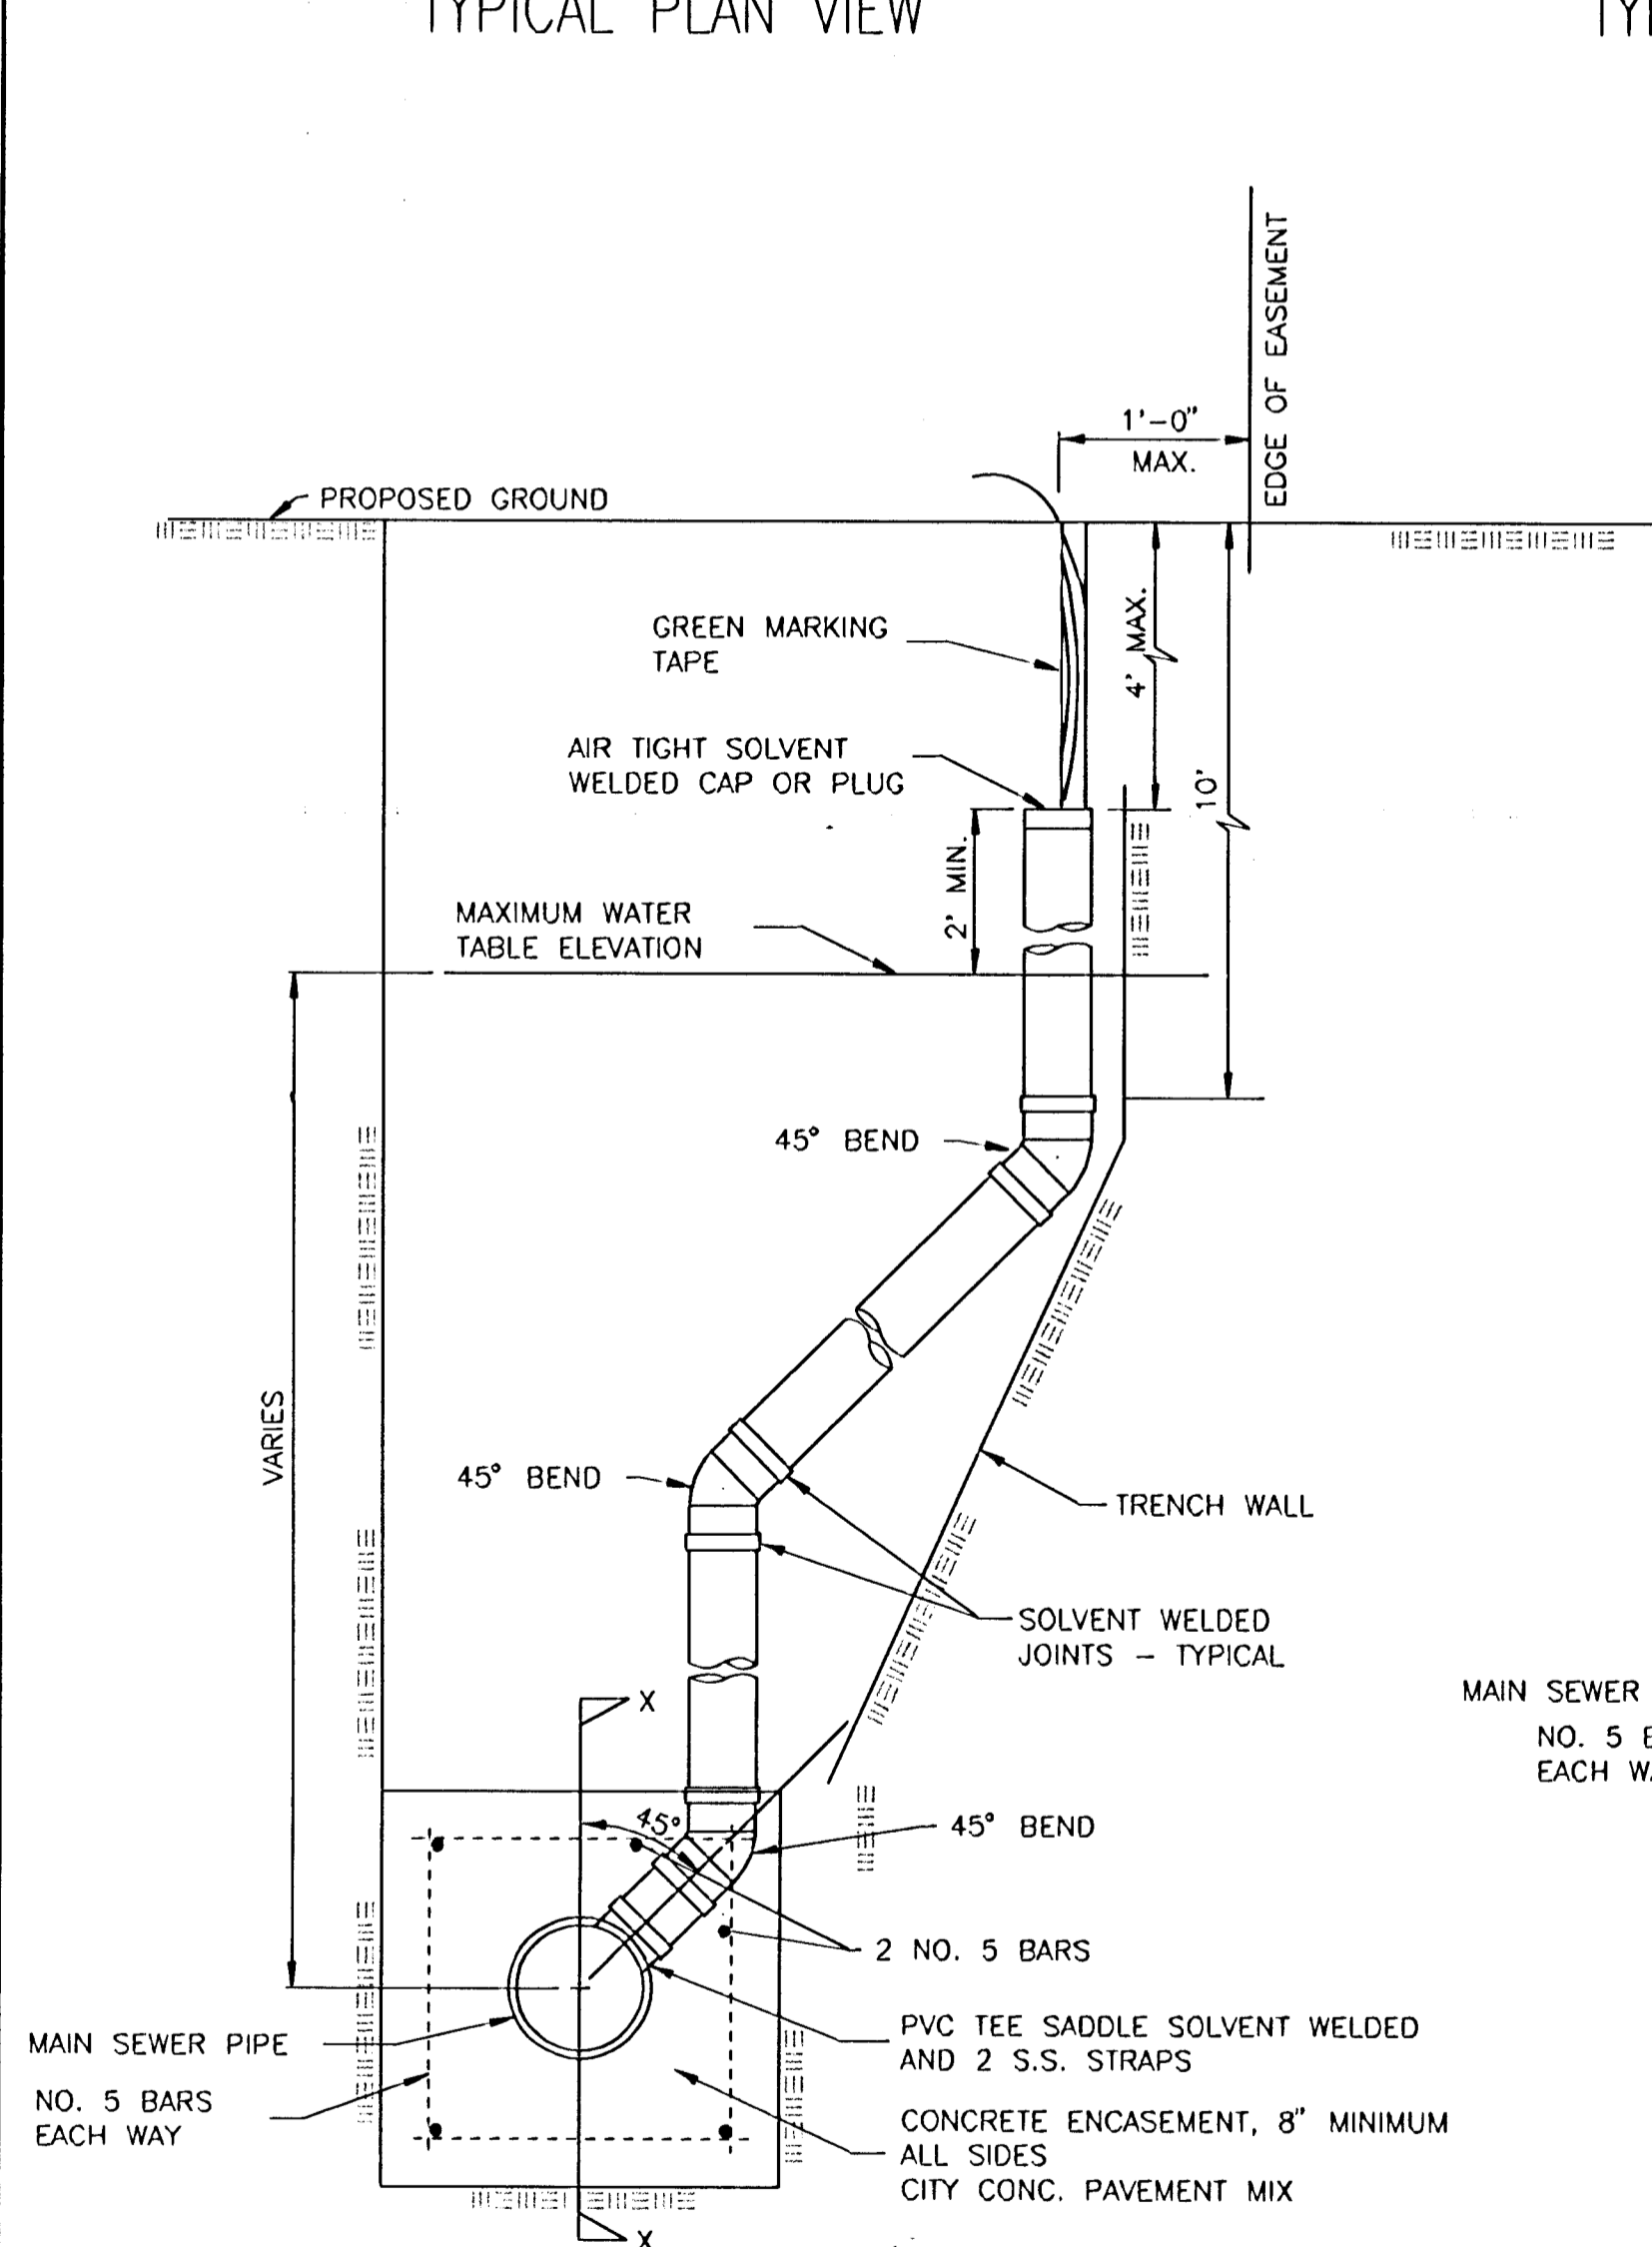 TYPICAL PLAN VIEW
TYP
EDGE OF EASEMENT
1'-0"
MAX.
PROPOSED GROUND
GREEN MARKING
TAPE
4' MAX.
AIR TIGHT SOLVENT
WELDED CAP OR PLUG
10'
2' MIN.
MAXIMUM WATER
TABLE ELEVATION
45° BEND
VARIES
45° BEND
TRENCH WALL
SOLVENT WELDED
JOINTS - TYPICAL
X
MAIN SEWER
NO. 5 B
EACH WA
45°
45° BEND
2 NO. 5 BARS
MAIN SEWER PIPE
PVC TEE SADDLE SOLVENT WELDED
AND 2 S.S. STRAPS
NO. 5 BARS
EACH WAY
CONCRETE ENCASEMENT, 8" MINIMUM
ALL SIDES
CITY CONC. PAVEMENT MIX
X